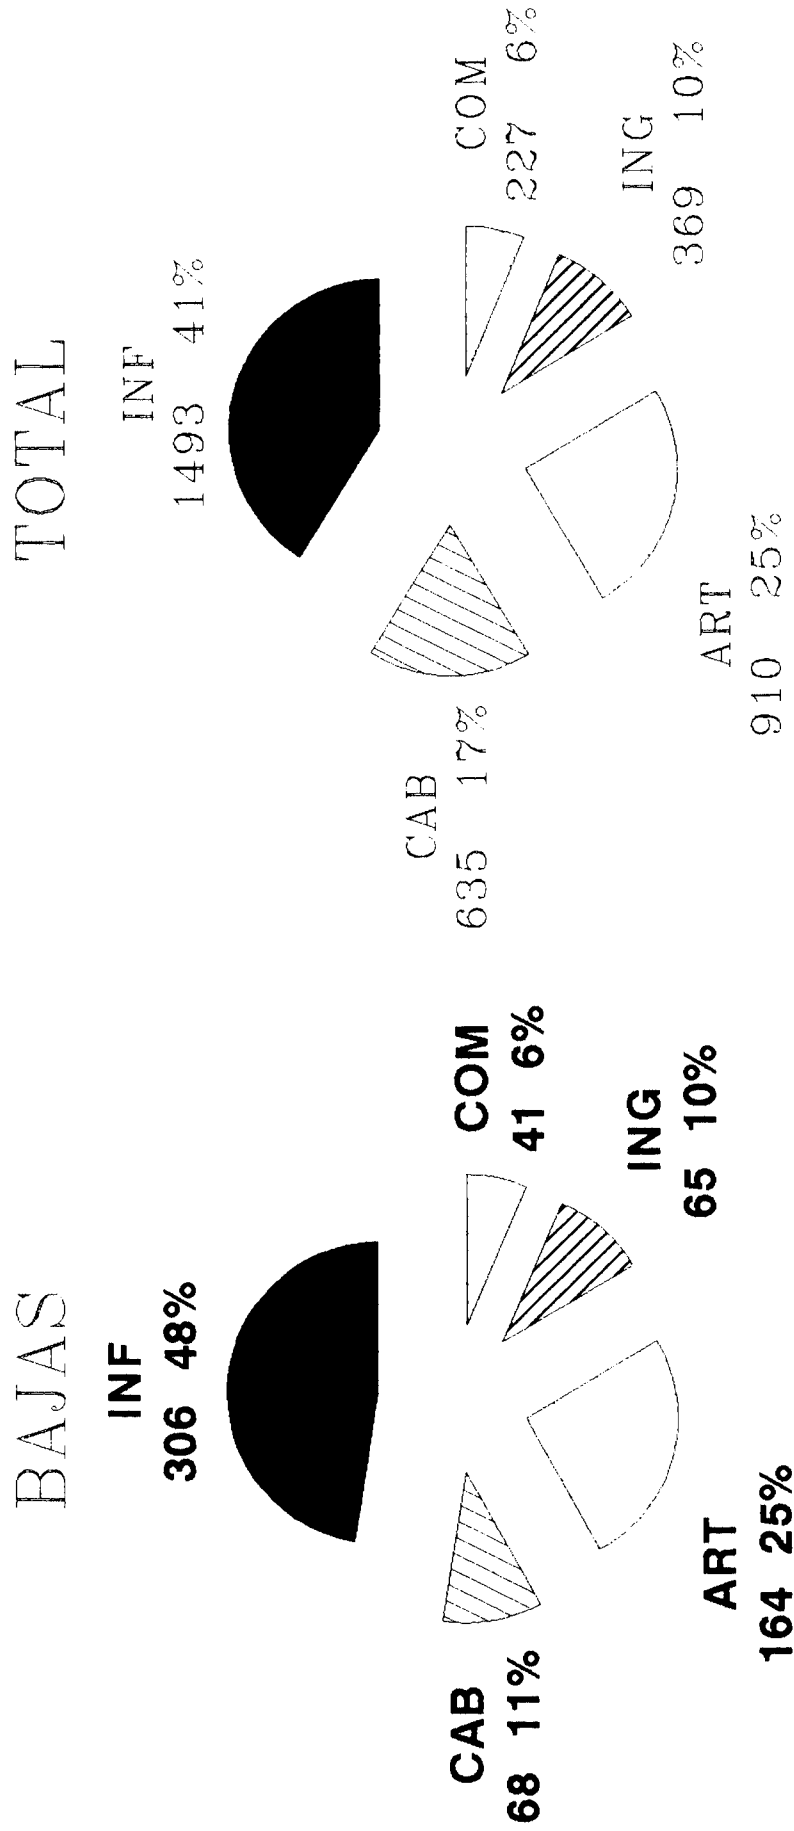 BAJAS
INF
306 48%
COM
41 6%
CAB
68 11%
ING
65 10%
ART
164 25%
TOTAL
INF
1493 41%
COM
227 6%
CAB
635 17%
ING
369 10%
ART
910 25%